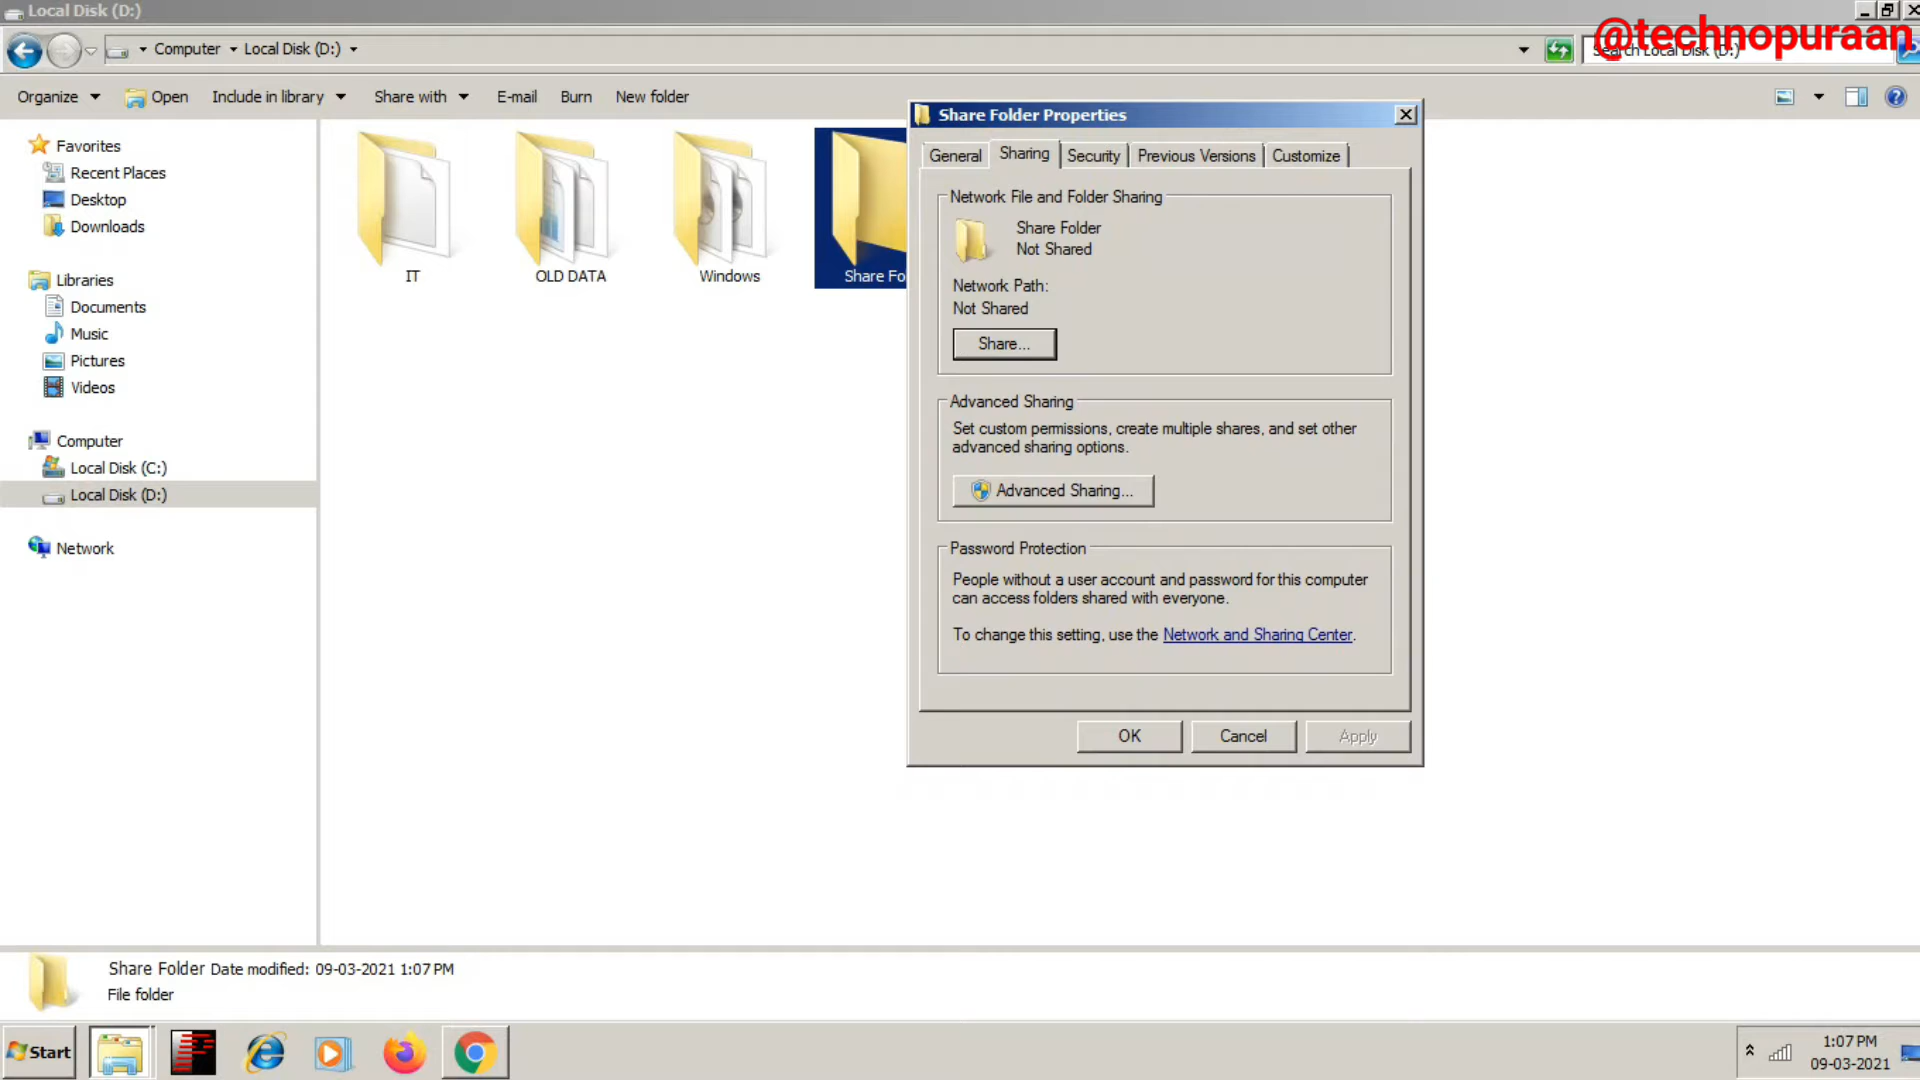 Local Disk (D:)
@technopuraan
Computer Local Disk (D:)
Search Local Disk (D:)
Organize Open Include in library Share with E-mail Burn New folder
Favorites
Recent Places
Desktop
Downloads
Libraries
Documents
Music
Pictures
Videos
Computer
Local Disk (C:)
Local Disk (D:)
Network
IT
OLD DATA
Windows
Share Fo
Share Folder Properties
General Sharing Security Previous Versions Customize
Network File and Folder Sharing
Share Folder
Not Shared
Network Path:
Not Shared
Share...
Advanced Sharing
Set custom permissions, create multiple shares, and set other
advanced sharing options.
Advanced Sharing...
Password Protection
People without a user account and password for this computer
can access folders shared with everyone.
To change this setting, use the Network and Sharing Center.
OK Cancel Apply
Share Folder Date modified: 09-03-2021 1:07 PM
File folder
Start
1:07 PM
09-03-2021